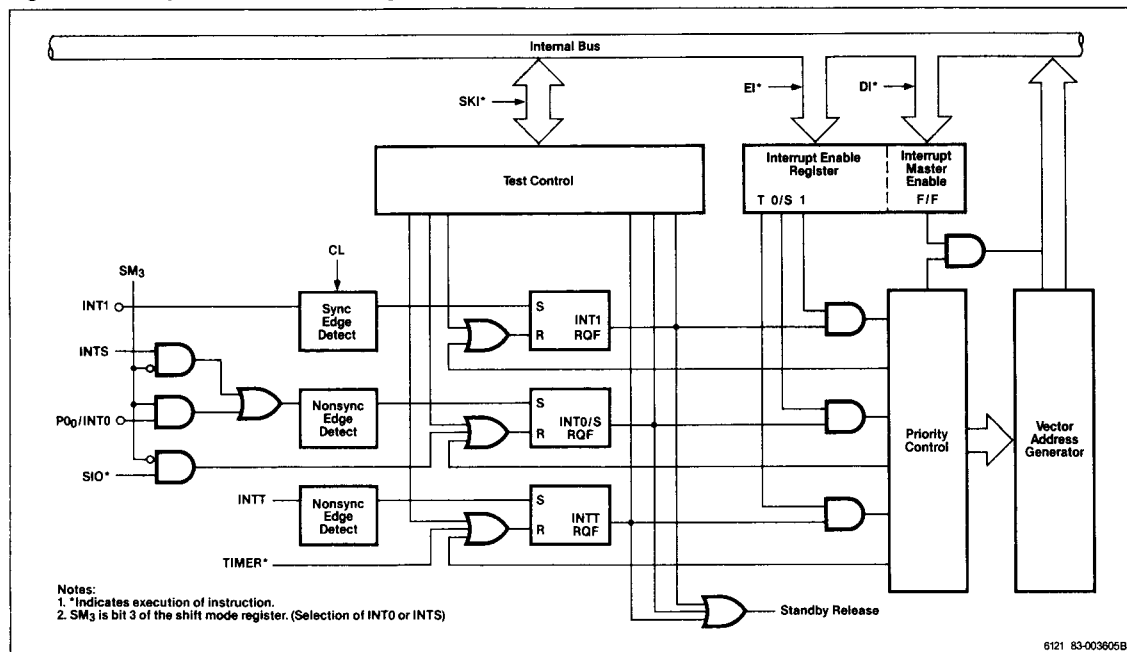 Internal Bus
SKI*
EI*
DI*
Test Control
Interrupt Enable
Register
T 0/S 1
Interrupt
Master
Enable
F/F
CL
SM3
INT1
Sync
Edge
Detect
S
R
INT1
RQF
INTS
P00/INT0
Nonsync
Edge
Detect
S
R
INT0/S
RQF
SIO*
INTT
Nonsync
Edge
Detect
S
R
INTT
RQF
TIMER*
Priority
Control
Vector
Address
Generator
Standby Release
Notes:
1. *Indicates execution of instruction.
2. SM3 is bit 3 of the shift mode register. (Selection of INT0 or INTS)
6121 83-003605B